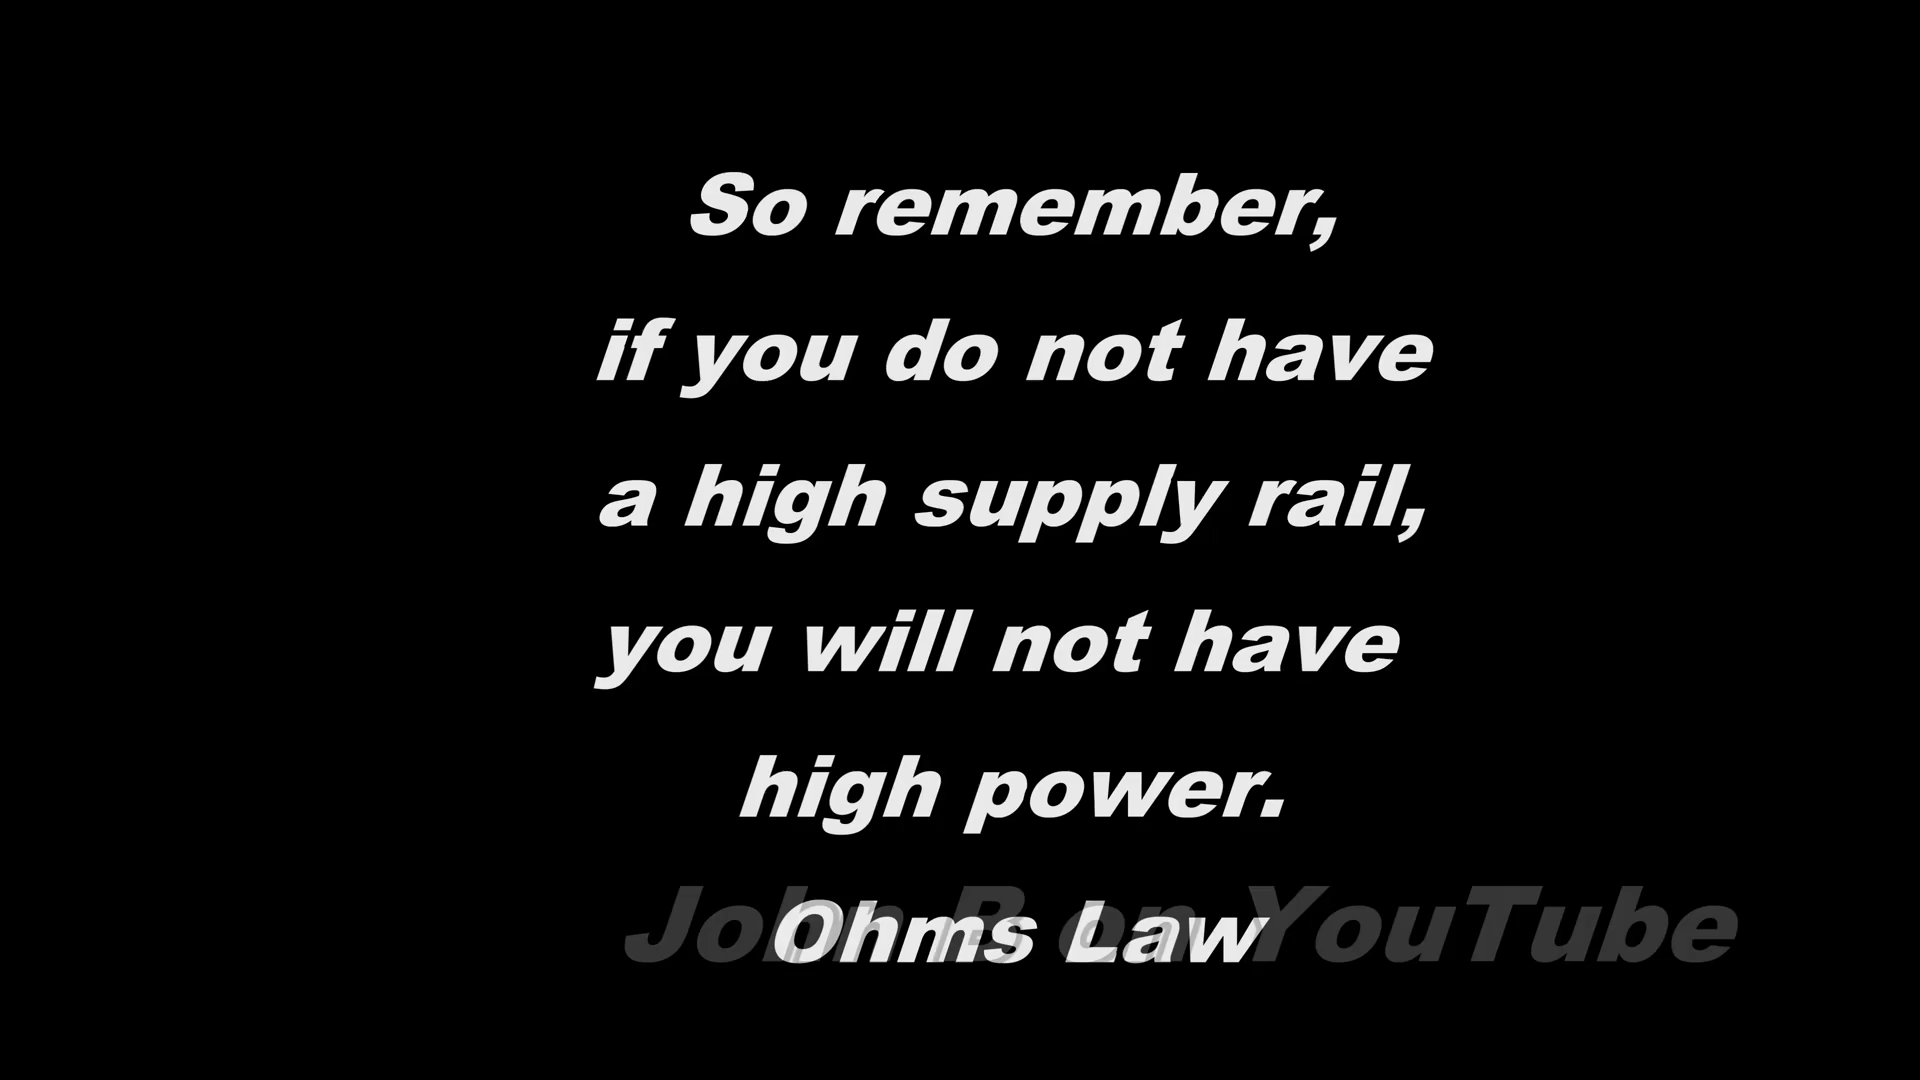 So remember,
if you do not have
a high supply rail,
you will not have
high power.
Ohms Law
John B on YouTube